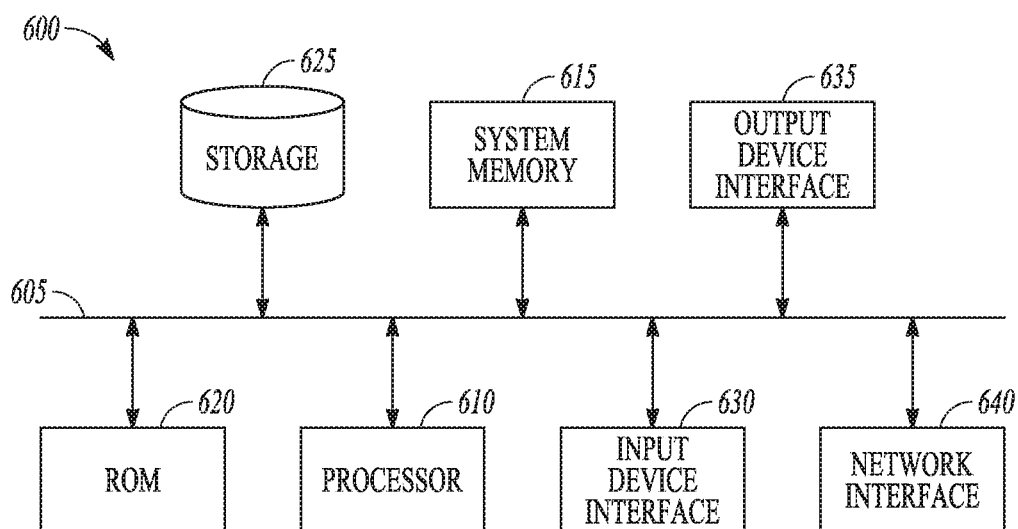 600
625
STORAGE
615
SYSTEM
MEMORY
635
OUTPUT
DEVICE
INTERFACE
605
620
ROM
610
PROCESSOR
630
INPUT
DEVICE
INTERFACE
640
NETWORK
INTERFACE